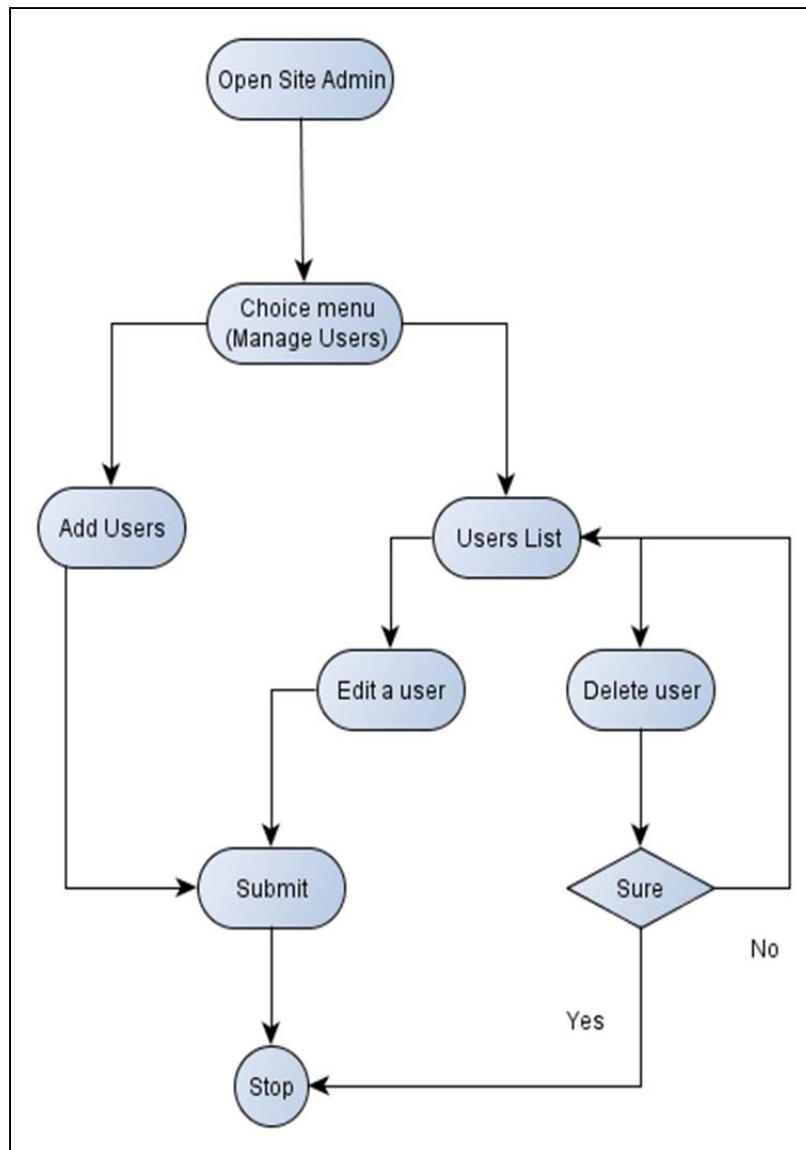 Open Site Admin
Choice menu
(Manage Users)
Add Users
Users List
Edit a user
Delete user
Submit
Sure
No
Yes
Stop